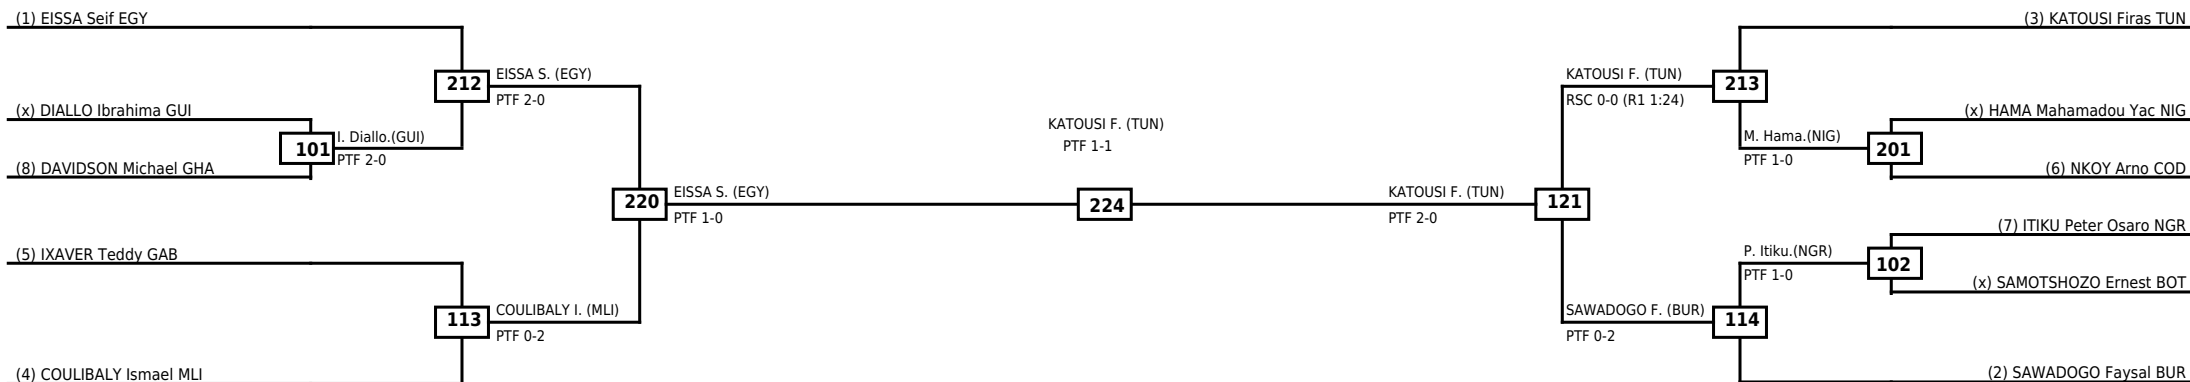 (1) EISSA Seif EGY
(3) KATOUSI Firas TUN
212
EISSA S. (EGY)
PTF 2-0
KATOUSI F. (TUN)
RSC 0-0 (R1 1:24)
213
(x) DIALLO Ibrahima GUI
(x) HAMA Mahamadou Yac NIG
KATOUSI F. (TUN)
PTF 1-1
101
I. Diallo.(GUI)
PTF 2-0
M. Hama.(NIG)
PTF 1-0
201
(8) DAVIDSON Michael GHA
(6) NKOY Arno COD
220
EISSA S. (EGY)
PTF 1-0
224
KATOUSI F. (TUN)
PTF 2-0
121
(7) ITIKU Peter Osaro NGR
(5) IXAVER Teddy GAB
P. Itiku.(NGR)
PTF 1-0
102
(x) SAMOTSHOZO Ernest BOT
113
COULIBALY I. (MLI)
PTF 0-2
SAWADOGO F. (BUR)
PTF 0-2
114
(4) COULIBALY Ismael MLI
(2) SAWADOGO Faysal BUR